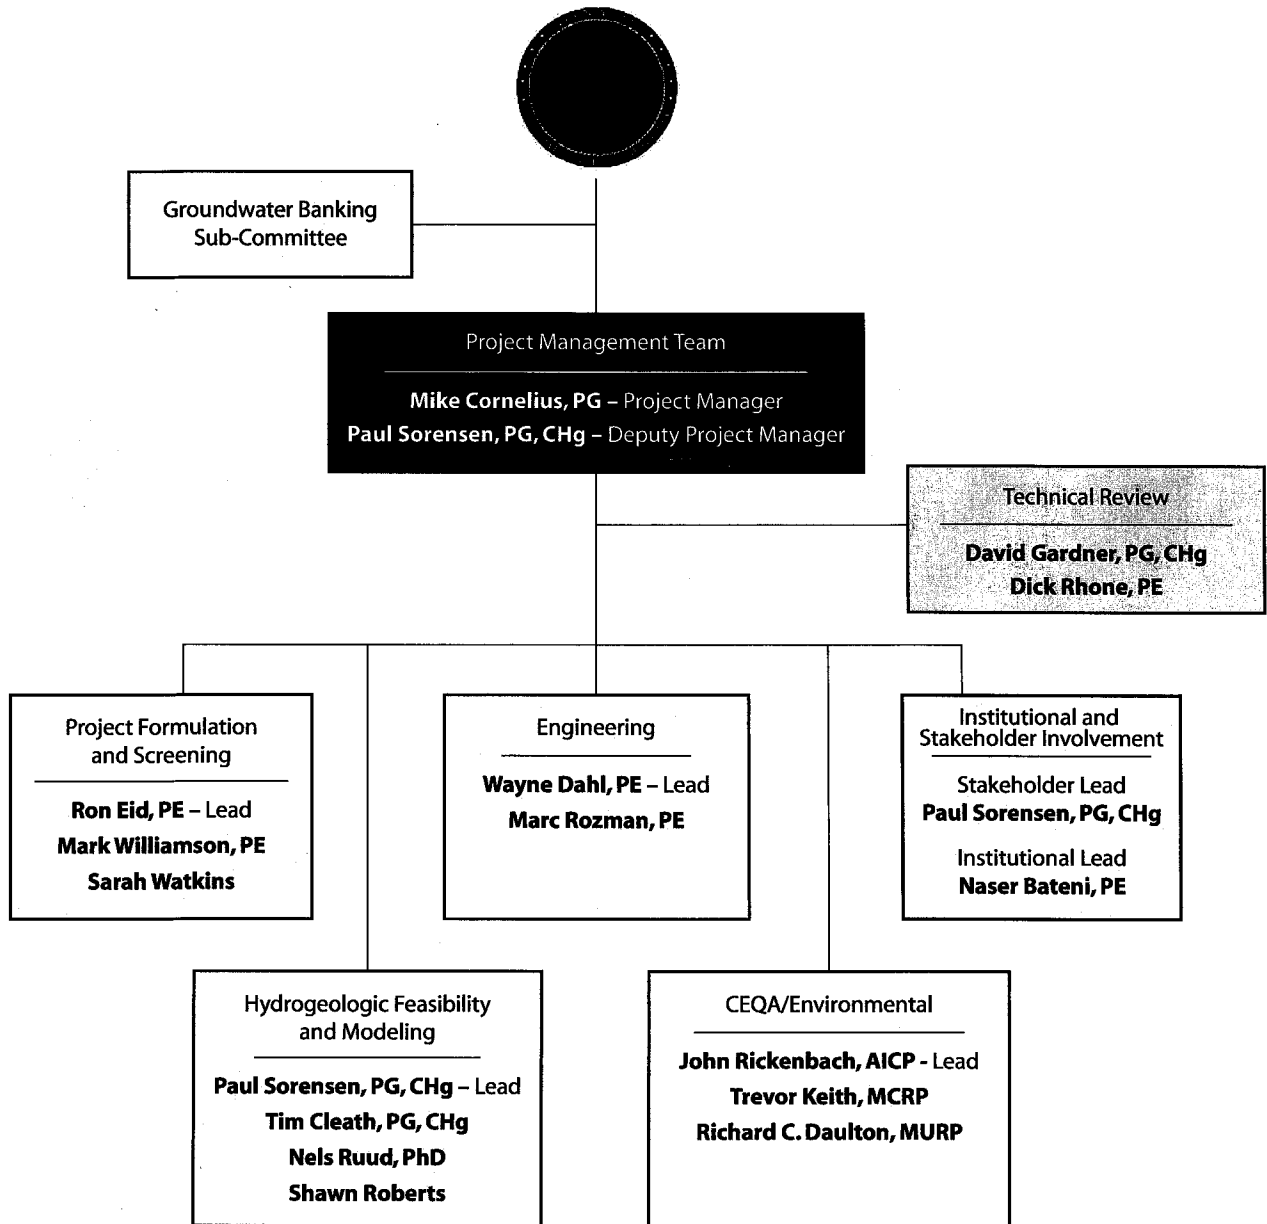 Groundwater Banking
Sub-Committee
Project Management Team
Mike Cornelius, PG – Project Manager
Paul Sorensen, PG, CHg – Deputy Project Manager
Technical Review
David Gardner, PG, CHg
Dick Rhone, PE
Project Formulation
and Screening
Ron Eid, PE – Lead
Mark Williamson, PE
Sarah Watkins
Engineering
Wayne Dahl, PE – Lead
Marc Rozman, PE
Institutional and
Stakeholder Involvement
Stakeholder Lead
Paul Sorensen, PG, CHg
Institutional Lead
Naser Bateni, PE
Hydrogeologic Feasibility
and Modeling
Paul Sorensen, PG, CHg – Lead
Tim Cleath, PG, CHg
Nels Ruud, PhD
Shawn Roberts
CEQA/Environmental
John Rickenbach, AICP - Lead
Trevor Keith, MCRP
Richard C. Daulton, MURP